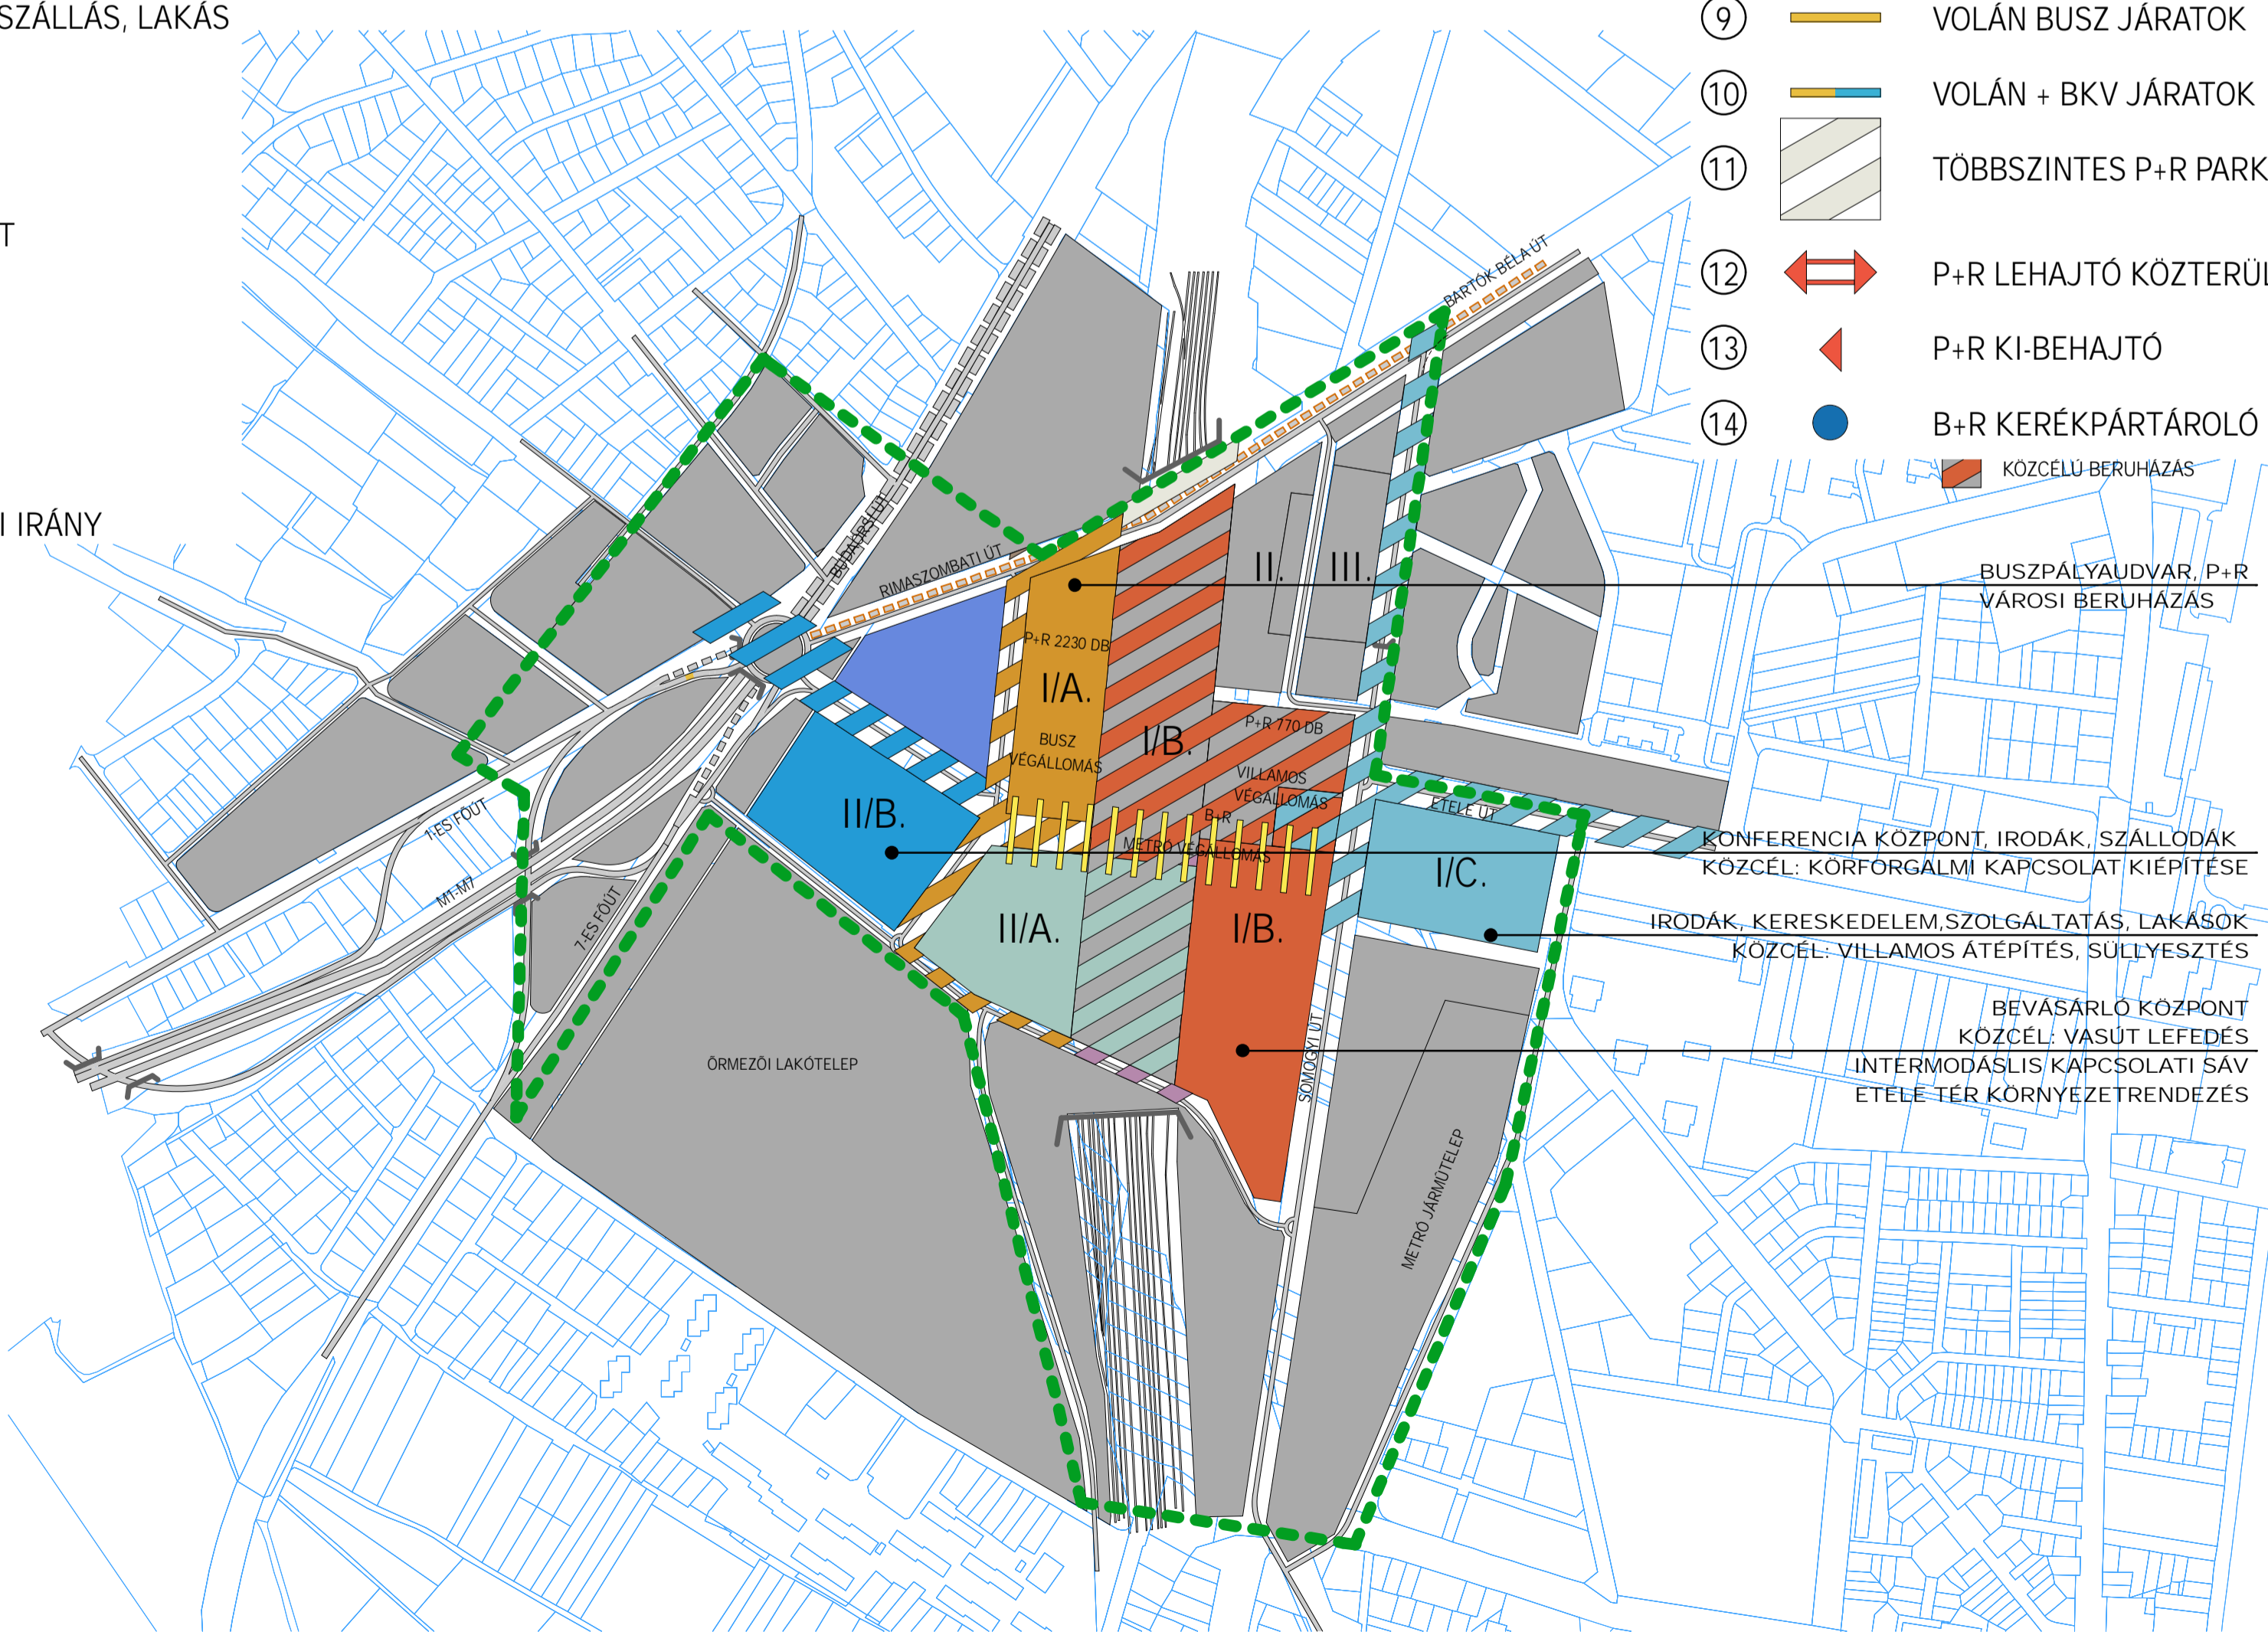 SZÁLLÁS, LAKÁS
T
I IRÁNY
9 VOLÁN BUSZ JÁRATOK
10 VOLÁN + BKV JÁRATOK
11 TÖBBSZINTES P+R PARK
12 P+R LEHAJTÓ KÖZTERÜL
13 P+R KI-BEHAJTÓ
14 B+R KERÉKPÁRTÁROLÓ
KÖZCÉLÚ BERUHÁZÁS
BARTÓK BÉLA ÚT
BUDAÖRSI ÚT
RIMASZOMBATI ÚT
II.
III.
BUSZPÁLYAUDVAR, P+R
VÁROSI BERUHÁZÁS
P+R 2230 DB
I/A.
BUSZ
VÉGÁLLOMÁS
I/B.
P+R 770 DB
VILLAMOS
VÉGÁLLOMÁS
B+R
METRÓ VÉGÁLLOMÁS
ETELE ÚT
II/B.
I/C.
1-ES FŐÚT
M1-M7
7-ES FŐÚT
KONFERENCIA KÖZPONT, IRODÁK, SZÁLLODÁK
KÖZCÉL: KÖRFORGALMI KAPCSOLAT KIÉPÍTÉSE
II/A.
I/B.
IRODÁK, KERESKEDELEM,SZOLGÁLTATÁS, LAKÁSOK
KÖZCÉL: VILLAMOS ÁTÉPÍTÉS, SÜLLYESZTÉS
BEVÁSÁRLÓ KÖZPONT
KÖZCÉL: VASÚT LEFEDÉS
INTERMODÁSLIS KAPCSOLATI SÁV
ETELE TÉR KÖRNYEZETRENDEZÉS
ŐRMEZŐI LAKÓTELEP
SOMOGYI ÚT
METRÓ JÁRMŰTELEP